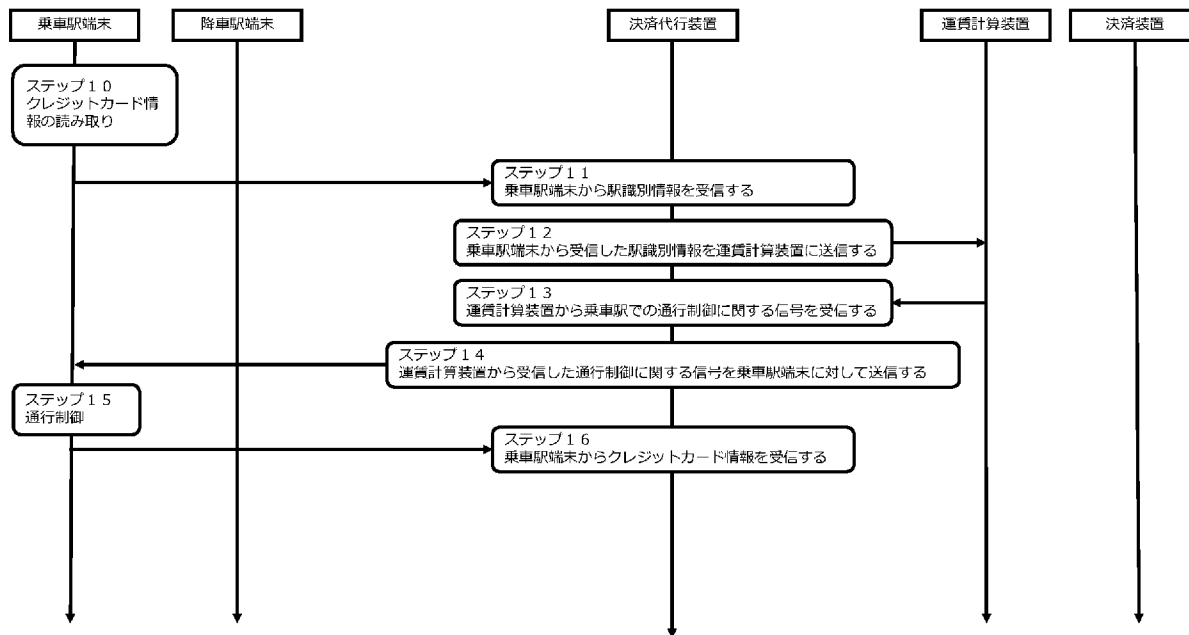 乗車駅端末
降車駅端末
決済代行装置
運賃計算装置
決済装置
ステップ１０
クレジットカード情
報の読み取り
ステップ１１
乗車駅端末から駅識別情報を受信する
ステップ１２
乗車駅端末から受信した駅識別情報を運賃計算装置に送信する
ステップ１３
運賃計算装置から乗車駅での通行制御に関する信号を受信する
ステップ１４
運賃計算装置から受信した通行制御に関する信号を乗車駅端末に対して送信する
ステップ１５
通行制御
ステップ１６
乗車駅端末からクレジットカード情報を受信する